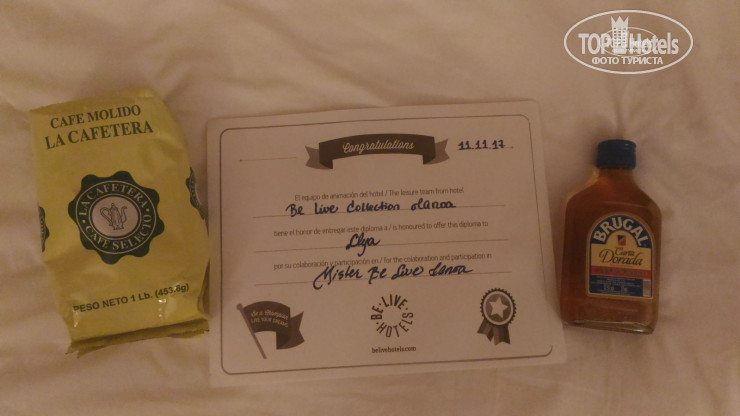 TOP Hotels
ФОТО ТУРИСТА
CAFE MOLIDO
LA CAFETERA
LA CAFETERA
CAFE SELECTO
PESO NETO 1 Lb. (453.6g)
Congratulations
11.11.17.
El equipo de animación del hotel / The leisure team from hotel
Be Live Collection Canoa
tiene el honor de entregar este diploma a / is honoured to offer this diploma to
Ilya
por su colaboración y participación en / for the colaboration and participation in
Mister Be Live Canoa
BE LIVE
HOTELS
belivehotels.com
BRUGAL
Carta
Dorada